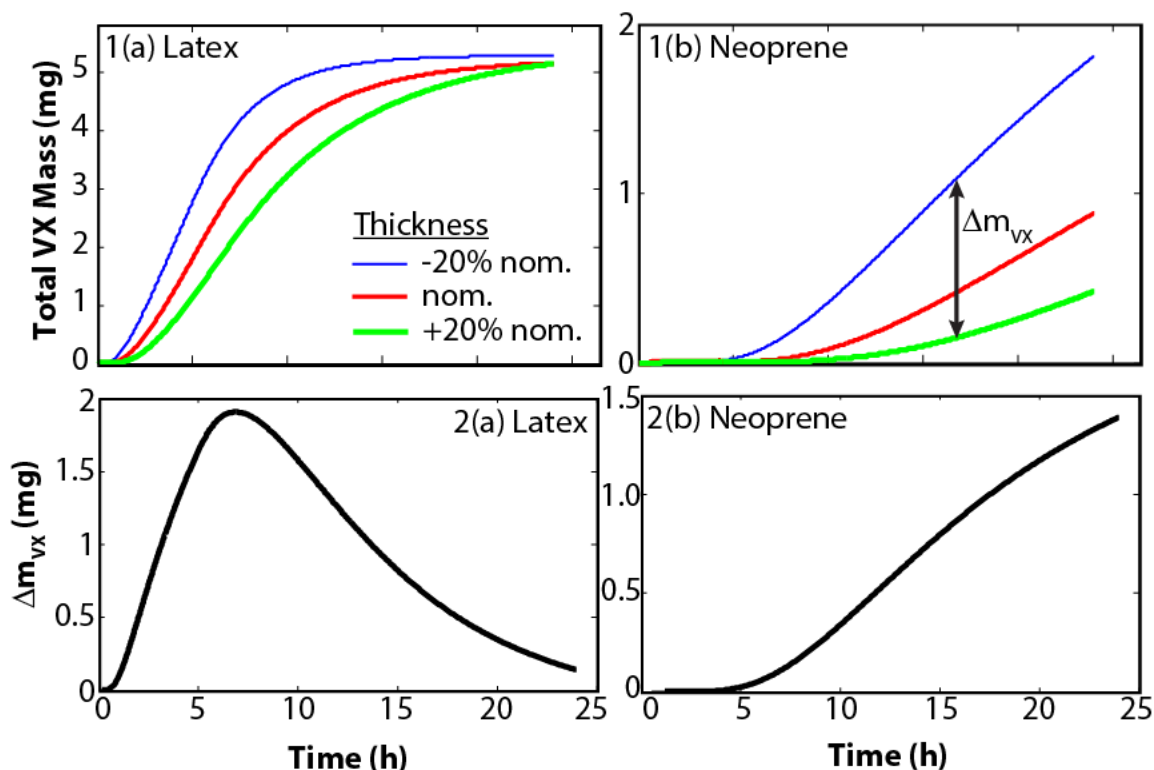 1(a) Latex
Total VX Mass (mg)
5
4
3
2
1
0
Thickness
-20% nom.
nom.
+20% nom.
1(b) Neoprene
2
1
0
Δm_vx
2(a) Latex
Δm_vx (mg)
2
1.5
1
0.5
0
0 5 10 15 20 25
Time (h)
2(b) Neoprene
1.5
1.0
0.5
0
0 5 10 15 20 25
Time (h)